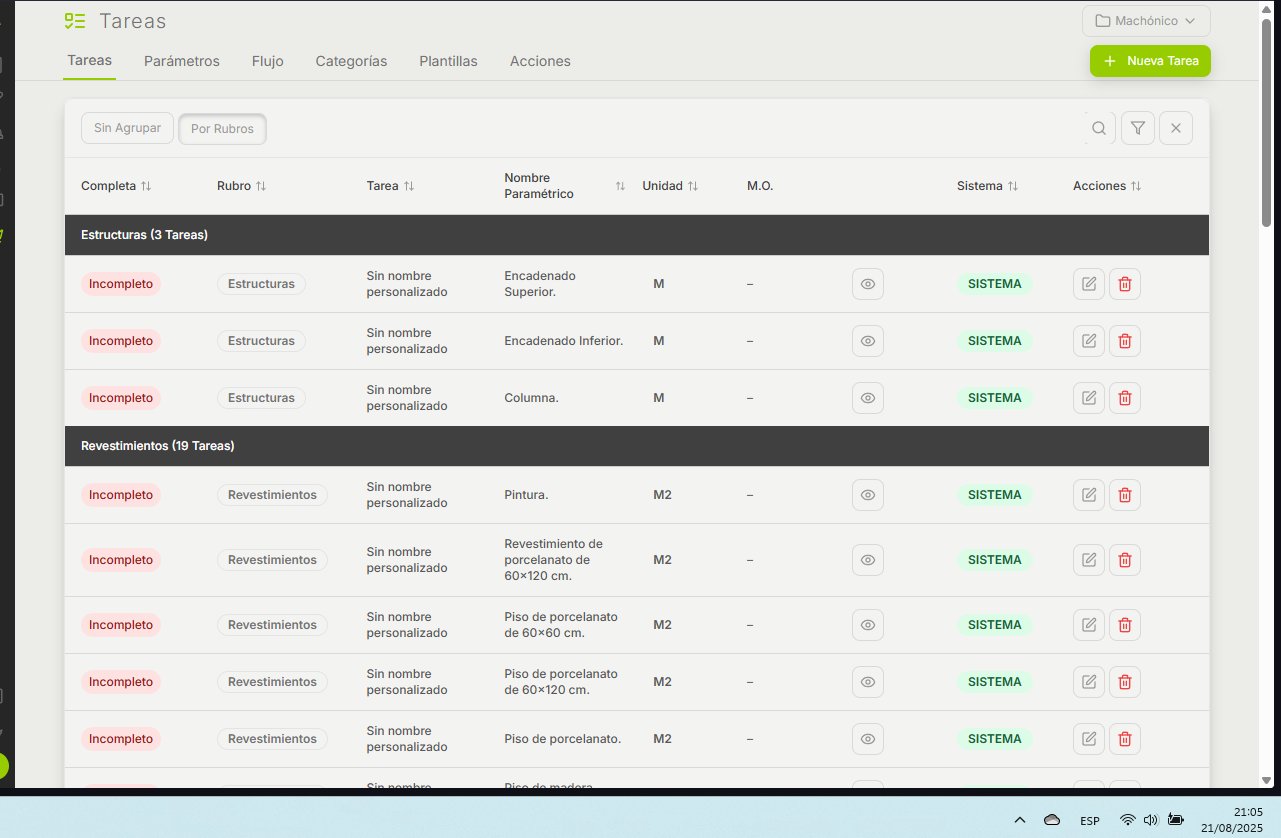 Tareas
Machónico
Tareas Parámetros Flujo Categorías Plantillas Acciones
Nueva Tarea
Sin Agrupar Por Rubros
Completa Rubro Tarea Nombre Paramétrico Unidad M.O. Sistema Acciones
Estructuras (3 Tareas)
Incompleto Estructuras Sin nombre personalizado Encadenado Superior. M – SISTEMA
Incompleto Estructuras Sin nombre personalizado Encadenado Inferior. M – SISTEMA
Incompleto Estructuras Sin nombre personalizado Columna. M – SISTEMA
Revestimientos (19 Tareas)
Incompleto Revestimientos Sin nombre personalizado Pintura. M2 – SISTEMA
Incompleto Revestimientos Sin nombre personalizado Revestimiento de porcelanato de 60×120 cm. M2 – SISTEMA
Incompleto Revestimientos Sin nombre personalizado Piso de porcelanato de 60×60 cm. M2 – SISTEMA
Incompleto Revestimientos Sin nombre personalizado Piso de porcelanato de 60×120 cm. M2 – SISTEMA
Incompleto Revestimientos Sin nombre personalizado Piso de porcelanato. M2 – SISTEMA
Sin nombre Piso de madera
ESP
21:05
21/08/2025